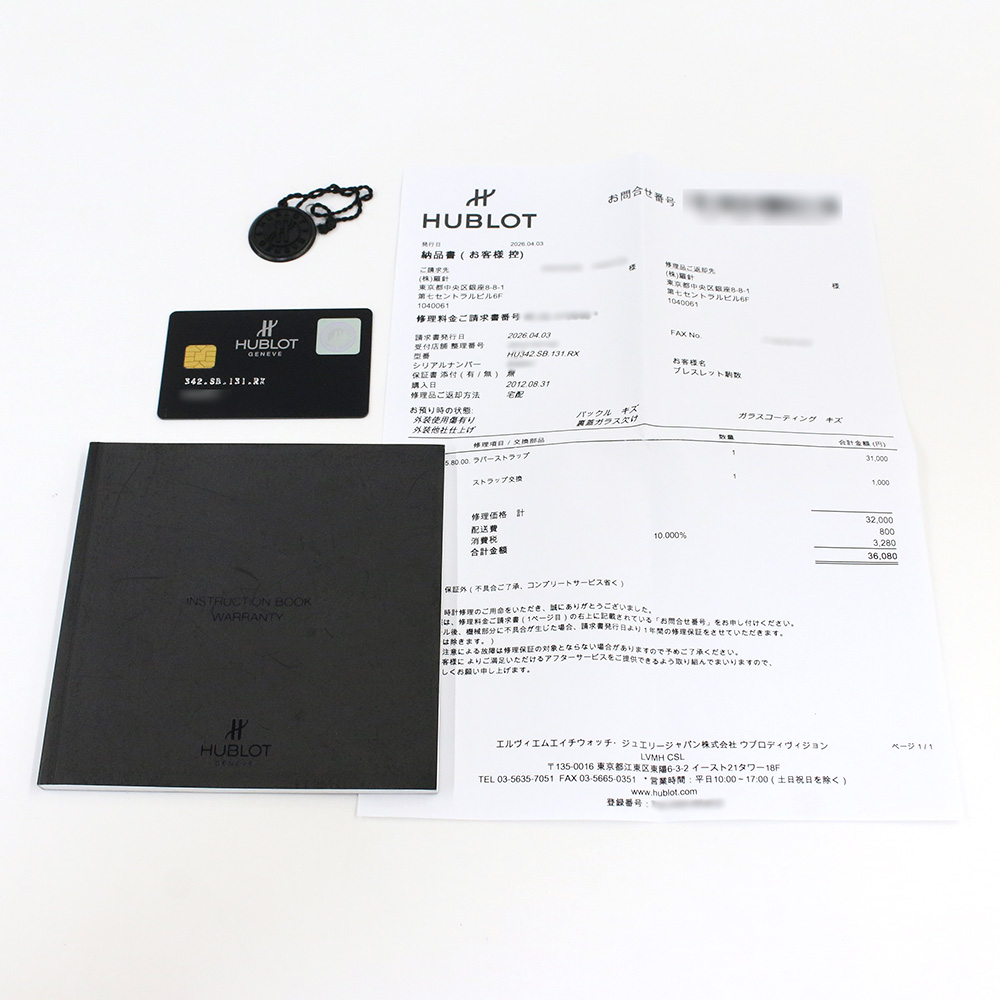 HUBLOT
お問合せ番号
発行日 2026.04.03
納品書 (お客様 控)
ご請求先
様
(株)羅針
東京都中央区銀座8-8-1
第七セントラルビル6F
1040061
修理品ご返却先
(株)羅針
様
東京都中央区銀座8-8-1
第七セントラルビル6F
1040061
修理料金ご請求書番号
FAX No.
請求書発行日 2026.04.03
受付店舗 整理番号
型番 HU342.SB.131.RX
シリアルナンバー
保証書 添付 (有 / 無) 無
購入日 2012.08.31
修理品ご返却方法 宅配
お客様名
ブレスレット駒数
お預り時の状態:
外装使用傷有り バックル キズ ガラスコーティング キズ
外装他社仕上げ 裏蓋ガラス欠け
修理項目 / 交換部品 数量 合計金額 (円)
5.80.00. ラバーストラップ 1 31,000
ストラップ交換 1 1,000
修理価格 計 32,000
配送費 800
消費税 10.000% 3,280
合計金額 36,080
保証外 (不具合ご了承、コンプリートサービス省く)
時計修理のご用命をいただき、誠にありがとうございました。
は、修理料金ご請求書 (1ページ目) の右上に記載されている「お問合せ番号」をお申し付けください。
ル後、機械部分に不具合が生じた場合、請求書発行日より1年間の修理保証をさせていただきます。
は除きます。)
注意による故障は修理保証の対象とならない場合がありますので予めご了承ください。
客様に よりご満足いただけるアフターサービスをご提供できるよう取り組んでまいりますので、
しくお願い申し上げます。
エルヴィエムエイチウォッチ・ジュエリージャパン株式会社 ウブロディヴィジョン
ページ 1 / 1
LVMH CSL
〒135-0016 東京都江東区東陽6-3-2 イースト21タワー18F
TEL 03-5635-7051 FAX 03-5665-0351 *営業時間:平日10:00~17:00 (土日祝日を除く)
www.hublot.com
登録番号:
HUBLOT
GENEVE
342.SB.131.RX
INSTRUCTION BOOK
WARRANTY
HUBLOT
GENEVE